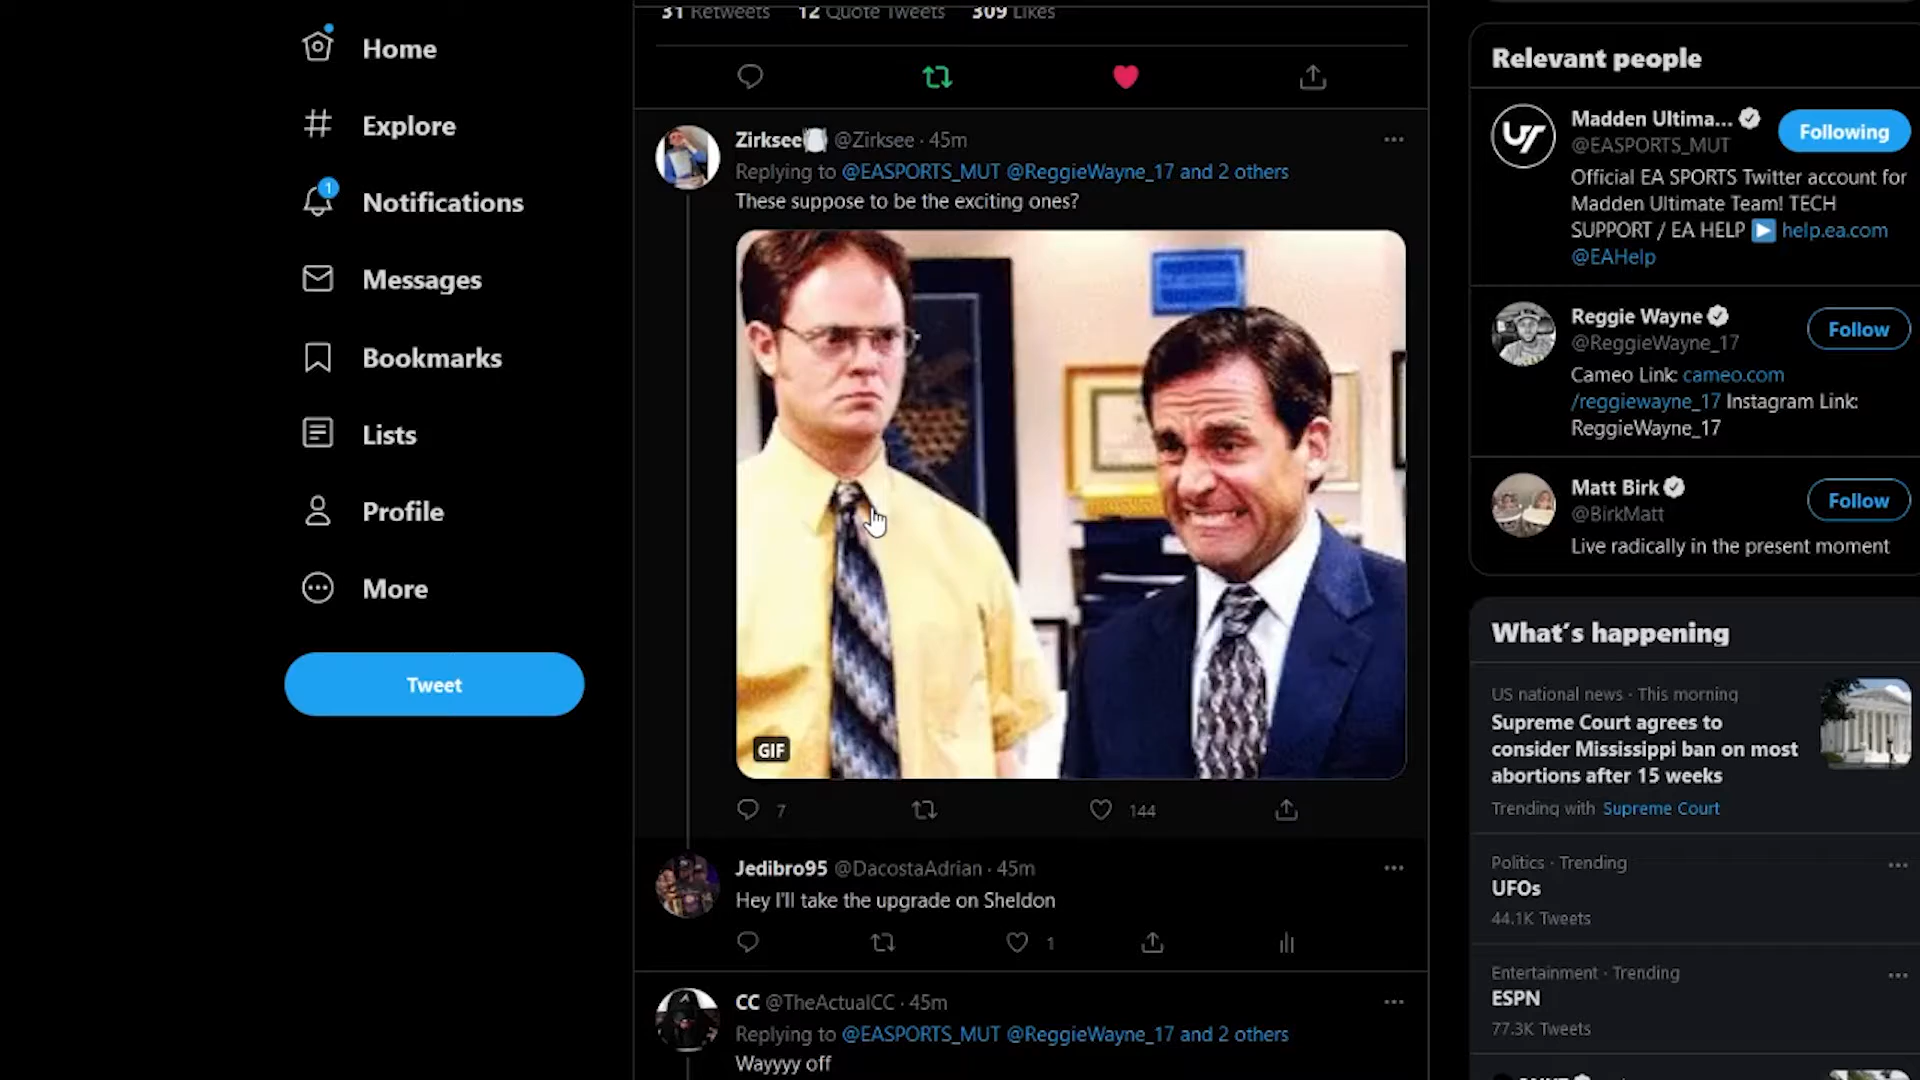 31 Retweets 12 Quote Tweets 309 Likes
Home
Explore
1
Notifications
Messages
Bookmarks
Lists
Profile
More
Tweet
Zirksee @Zirksee · 45m
Replying to @EASPORTS_MUT @ReggieWayne_17 and 2 others
These suppose to be the exciting ones?
GIF
7 144
Jedibro95 @DacostaAdrian · 45m
Hey I'll take the upgrade on Sheldon
1
CC @TheActualCC · 45m
Replying to @EASPORTS_MUT @ReggieWayne_17 and 2 others
Wayyyy off
Relevant people
Madden Ultima...
@EASPORTS_MUT
Following
Official EA SPORTS Twitter account for
Madden Ultimate Team! TECH
SUPPORT / EA HELP ▶ help.ea.com
@EAHelp
Reggie Wayne
@ReggieWayne_17
Follow
Cameo Link: cameo.com
/reggiewayne_17 Instagram Link:
ReggieWayne_17
Matt Birk
@BirkMatt
Follow
Live radically in the present moment
What's happening
US national news · This morning
Supreme Court agrees to
consider Mississippi ban on most
abortions after 15 weeks
Trending with Supreme Court
Politics · Trending
UFOs
44.1K Tweets
Entertainment · Trending
ESPN
77.3K Tweets